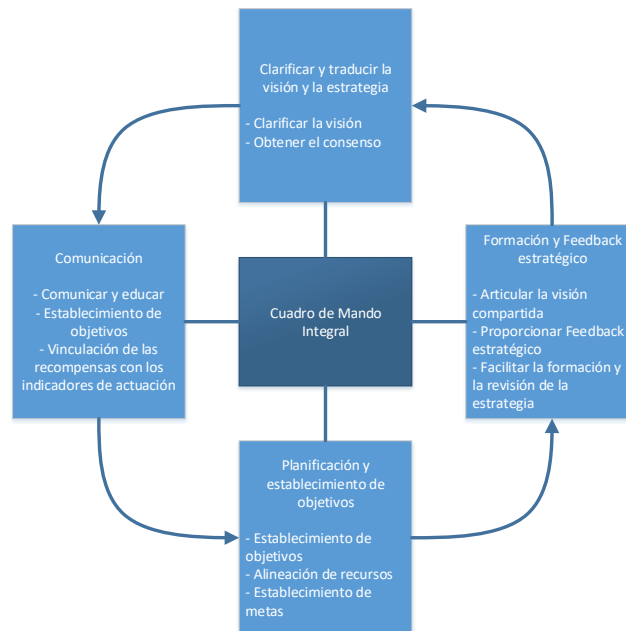 Clarificar y traducir la
visión y la estrategia
- Clarificar la visión
- Obtener el consenso
Comunicación
- Comunicar y educar
- Establecimiento de
objetivos
- Vinculación de las
recompensas con los
indicadores de actuación
Cuadro de Mando
Integral
Formación y Feedback
estratégico
- Articular la visión
compartida
- Proporcionar Feedback
estratégico
- Facilitar la formación y
la revisión de la
estrategia
Planificación y
establecimiento de
objetivos
- Establecimiento de
objetivos
- Alineación de recursos
- Establecimiento de
metas